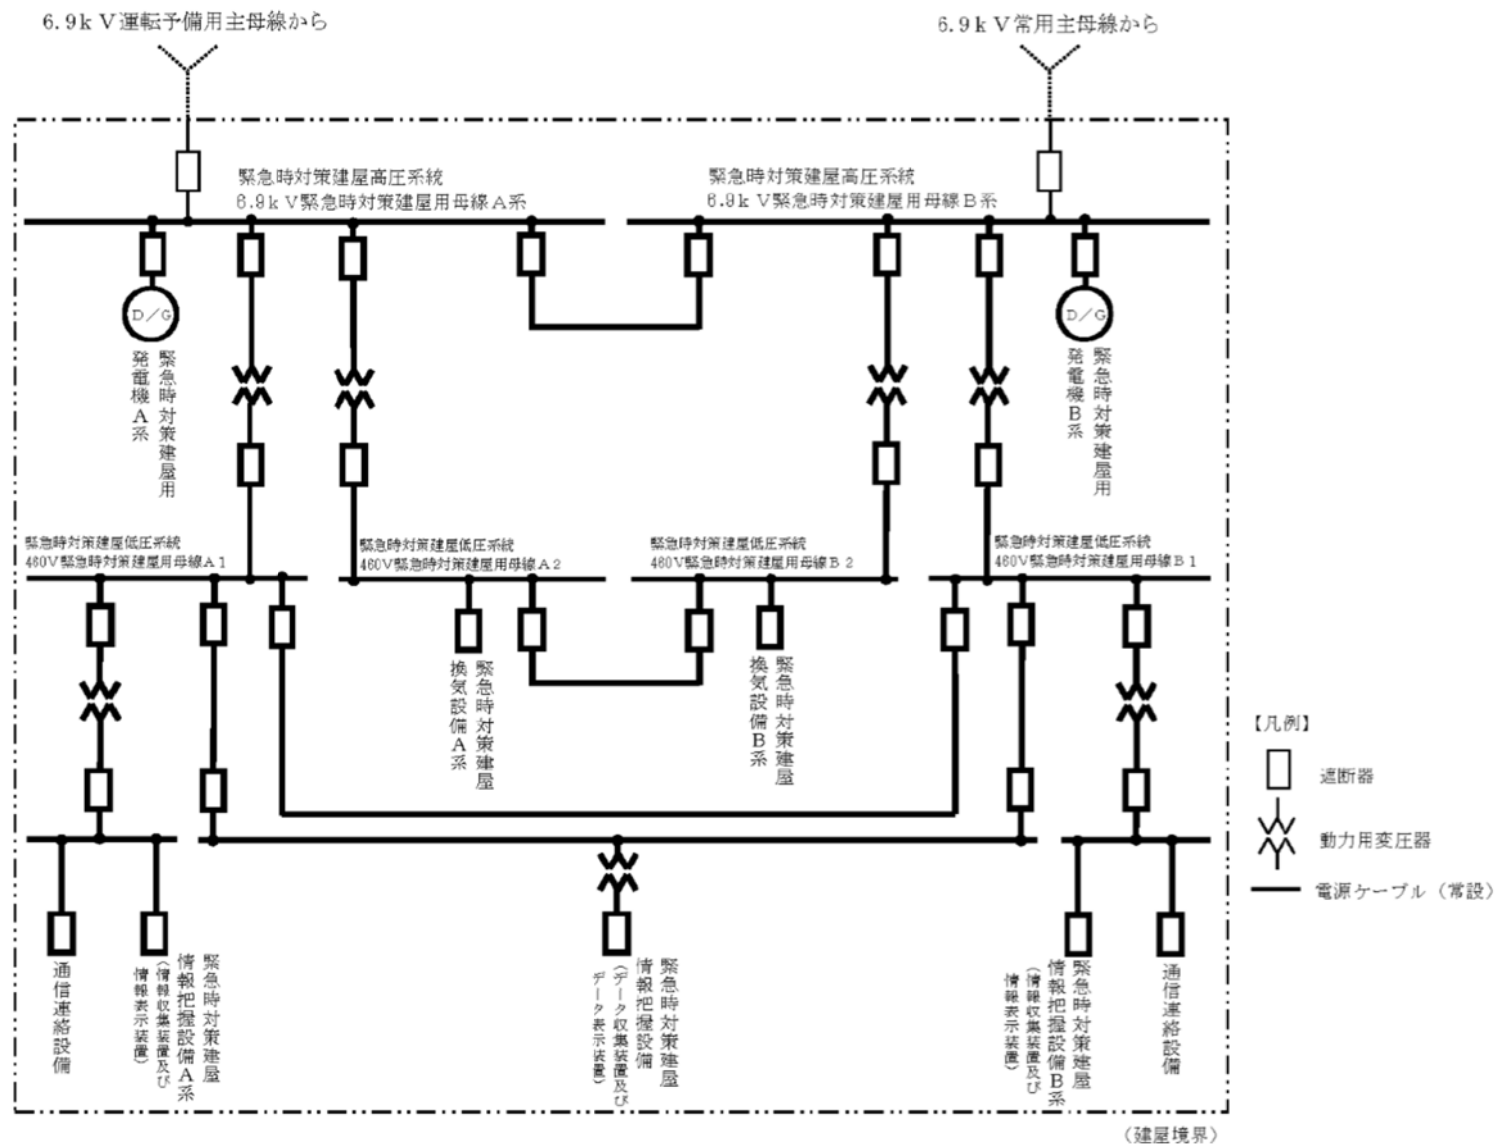 6.9kV運転予備用主母線から
6.9kV常用主母線から
緊急時対策建屋高圧系統
6.9kV緊急時対策建屋用母線A系
緊急時対策建屋高圧系統
6.9kV緊急時対策建屋用母線B系
D/G
緊急時対策建屋用
発電機A系
D/G
緊急時対策建屋用
発電機B系
緊急時対策建屋低圧系統
460V緊急時対策建屋用母線A1
緊急時対策建屋低圧系統
460V緊急時対策建屋用母線A2
緊急時対策建屋低圧系統
460V緊急時対策建屋用母線B2
緊急時対策建屋低圧系統
460V緊急時対策建屋用母線B1
緊急時対策建屋
換気設備A系
緊急時対策建屋
換気設備B系
【凡例】
遮断器
動力用変圧器
電源ケーブル（常設）
通信連絡設備
緊急時対策建屋
情報把握設備A系
（情報収集装置及び
情報表示装置）
緊急時対策建屋
情報把握設備
（データ収集装置及び
データ表示装置）
緊急時対策建屋
情報把握設備B系
（情報収集装置及び
情報表示装置）
通信連絡設備
（建屋境界）